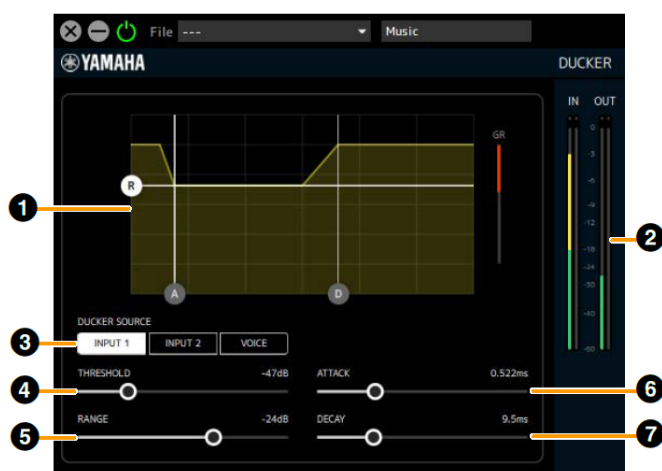 File --- Music
YAMAHA DUCKER
IN OUT
GR
0
-3
-6
-9
-12
-18
-24
-30
-40
-60
R
A D
1
2
DUCKER SOURCE
3 INPUT 1 INPUT 2 VOICE
THRESHOLD -47dB ATTACK 0.522ms
4 6
RANGE -24dB DECAY 9.5ms
5 7